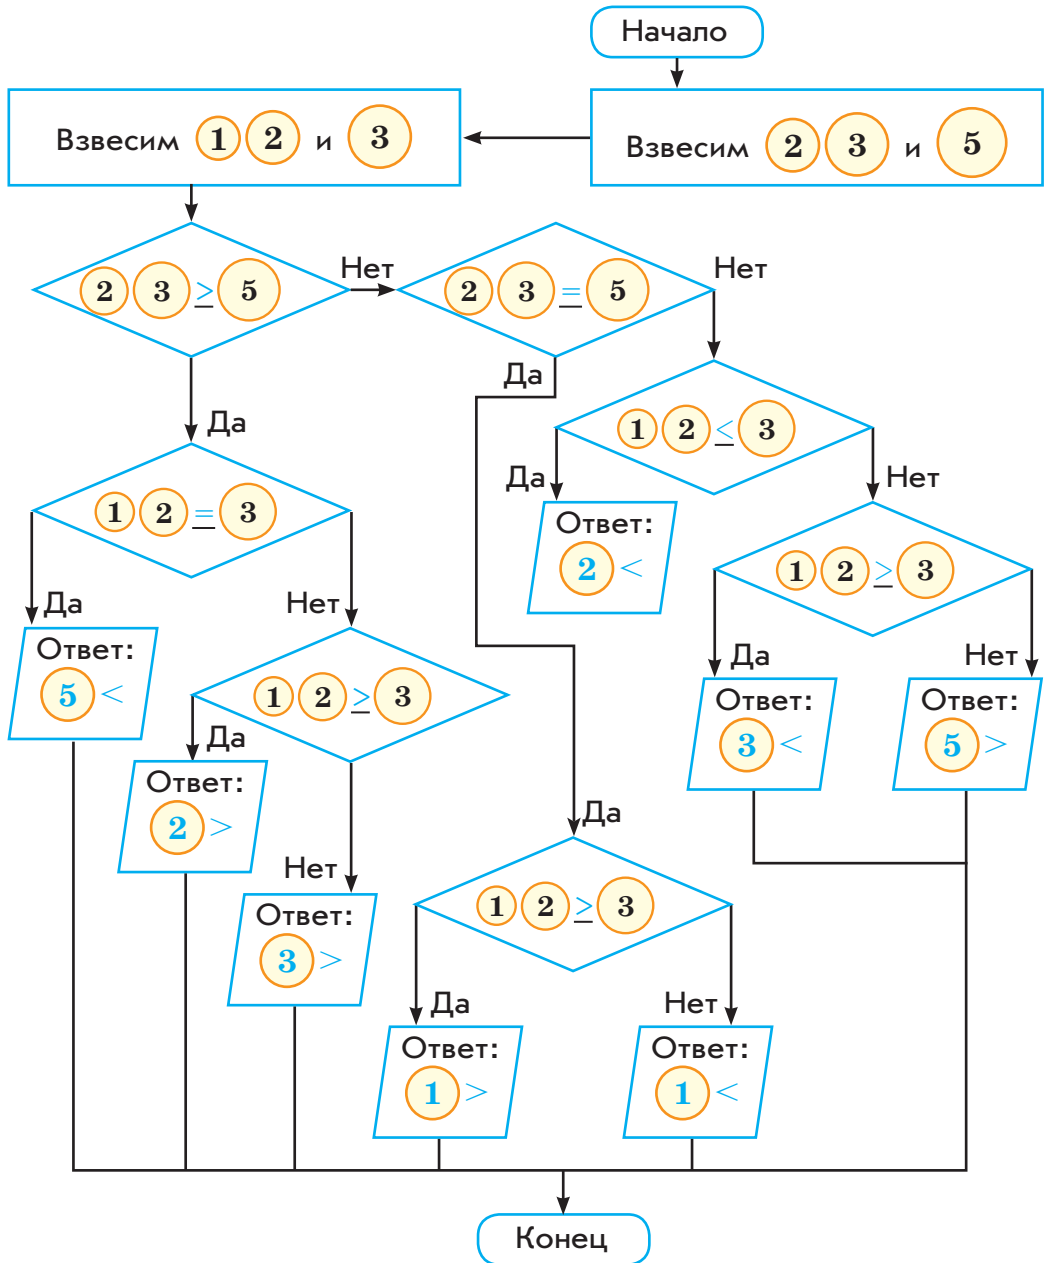 Начало
Взвесим 1 2 и 3
Взвесим 2 3 и 5
2 3 ≥ 5
Нет
2 3 = 5
Нет
Да
Да
1 2 ≤ 3
Да
Нет
1 2 = 3
Ответ:
2 <
1 2 ≥ 3
Да
Нет
Ответ:
5 <
1 2 ≥ 3
Да
Нет
Ответ:
3 <
Ответ:
5 >
Да
Ответ:
2 >
Нет
Ответ:
3 >
Да
1 2 ≥ 3
Да
Нет
Ответ:
1 >
Ответ:
1 <
Конец